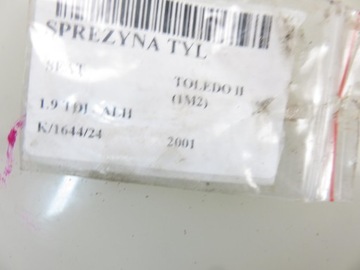 SPREZYNA TYL
SEAT
TOLEDO II
(1M2)
1.9 TDI ALH
K/1644/24
2001